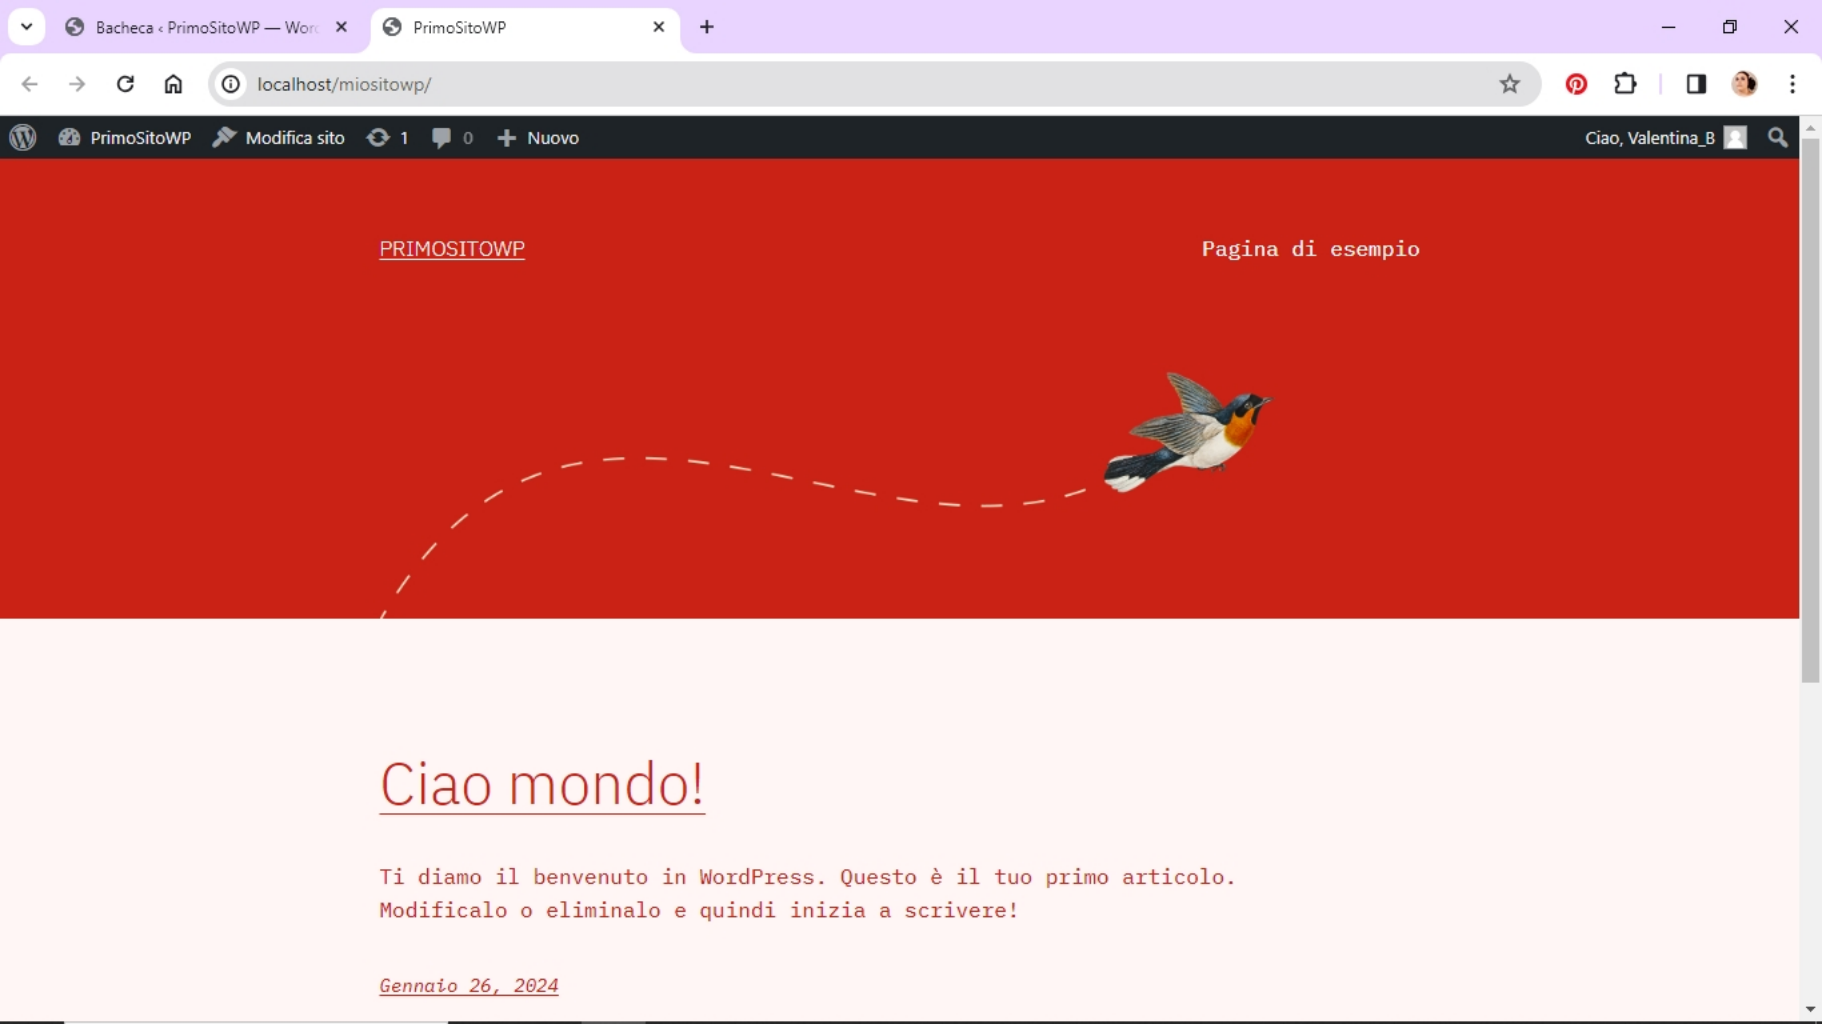 Bacheca ‹ PrimoSitoWP — Wor
PrimoSitoWP
localhost/miositowp/
PrimoSitoWP
Modifica sito
1
0
Nuovo
Ciao, Valentina_B
PRIMOSITOWP
Pagina di esempio
Ciao mondo!
Ti diamo il benvenuto in WordPress. Questo è il tuo primo articolo.
Modificalo o eliminalo e quindi inizia a scrivere!
Gennaio 26, 2024